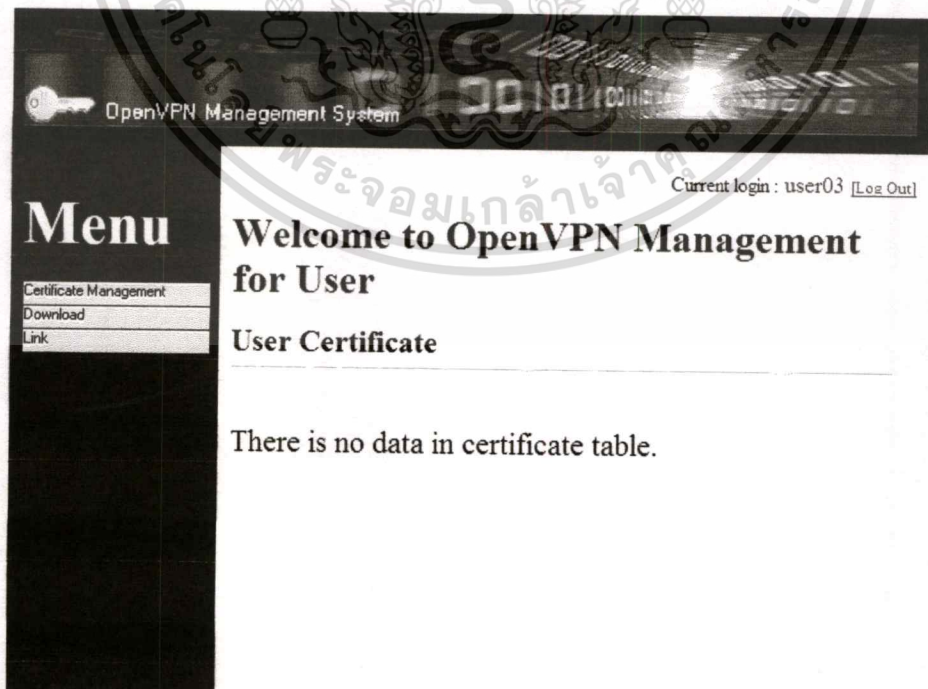 OpenVPN Management System
Current login : user03 [Log Out]
Menu
Certificate Management
Download
Link
Welcome to OpenVPN Management
for User
User Certificate
There is no data in certificate table.
พระจอมเกล้าเจ้าคุณ